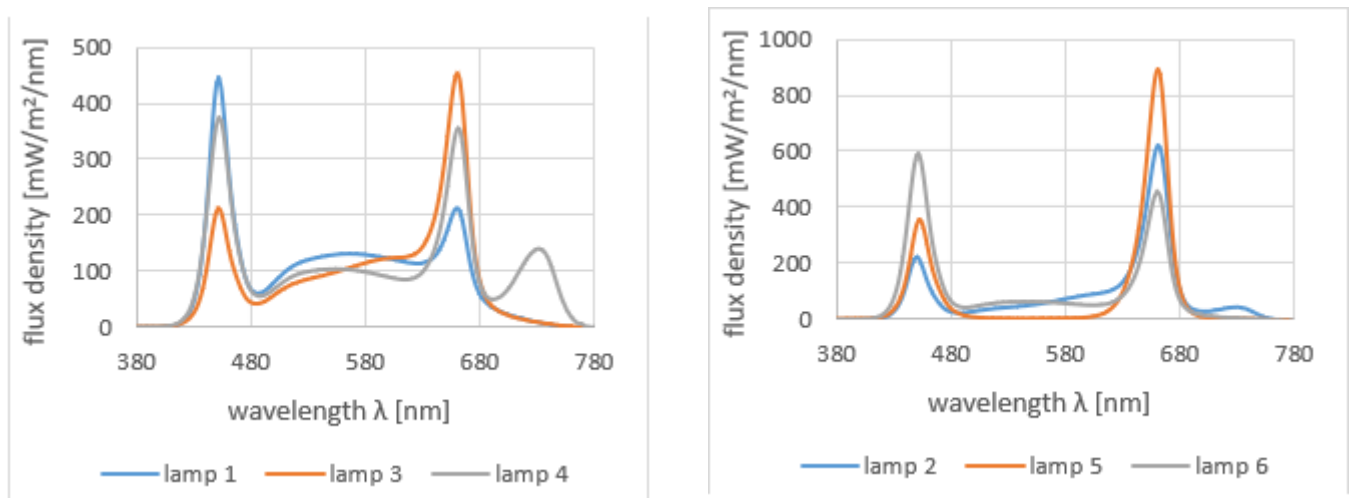 flux density [mW/m²/nm]
500
400
300
200
100
0
380 480 580 680 780
wavelength λ [nm]
lamp 1 lamp 3 lamp 4
flux density [mW/m²/nm]
1000
800
600
400
200
0
380 480 580 680 780
wavelength λ [nm]
lamp 2 lamp 5 lamp 6